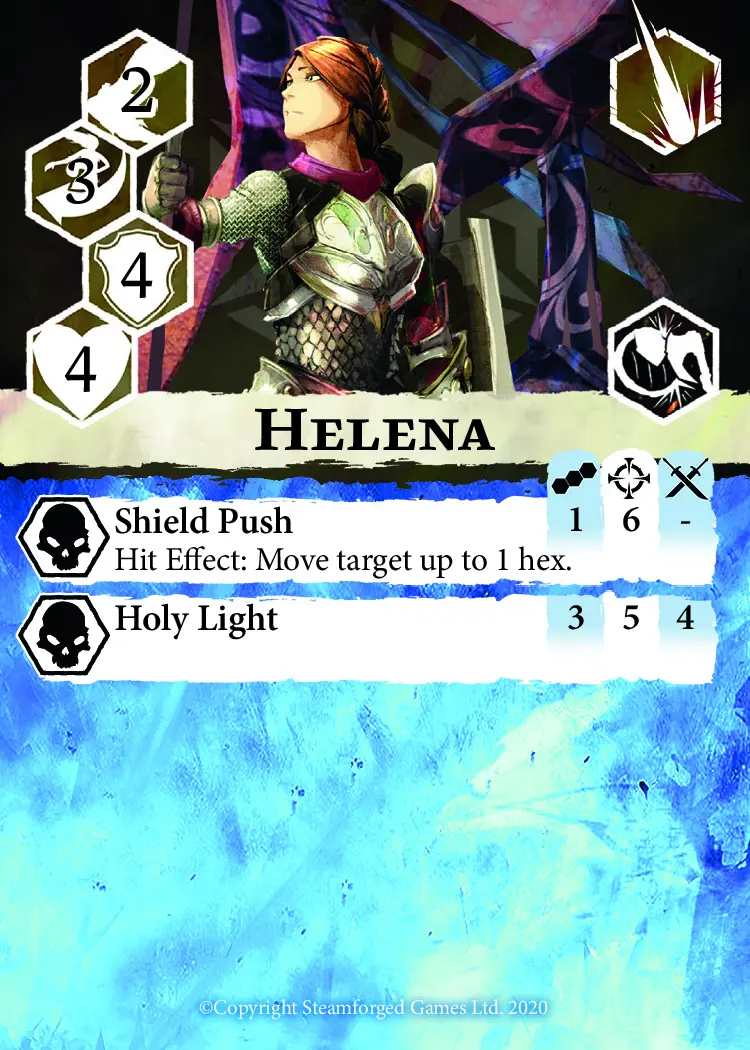 2
3
4
4
HELENA
Shield Push 1 6 -
Hit Effect: Move target up to 1 hex.
Holy Light 3 5 4
©Copyright Steamforged Games Ltd. 2020